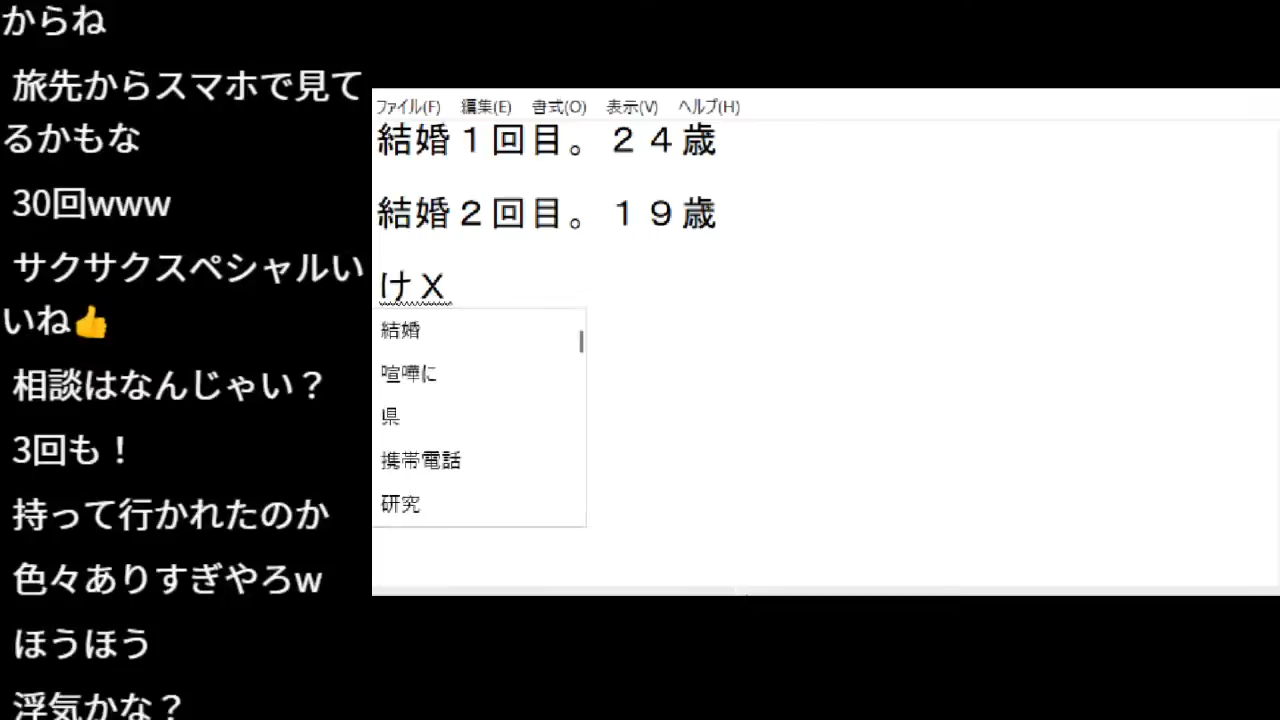 からね
旅先からスマホで見て
るかもな
30回www
サクサクスペシャルい
いね👍
相談はなんじゃい？
3回も！
持って行かれたのか
色々ありすぎやろw
ほうほう
浮気かな？
ファイル(F) 編集(E) 書式(O) 表示(V) ヘルプ(H)
結婚１回目。２４歳
結婚２回目。１９歳
けＸ
結婚
喧嘩に
県
携帯電話
研究